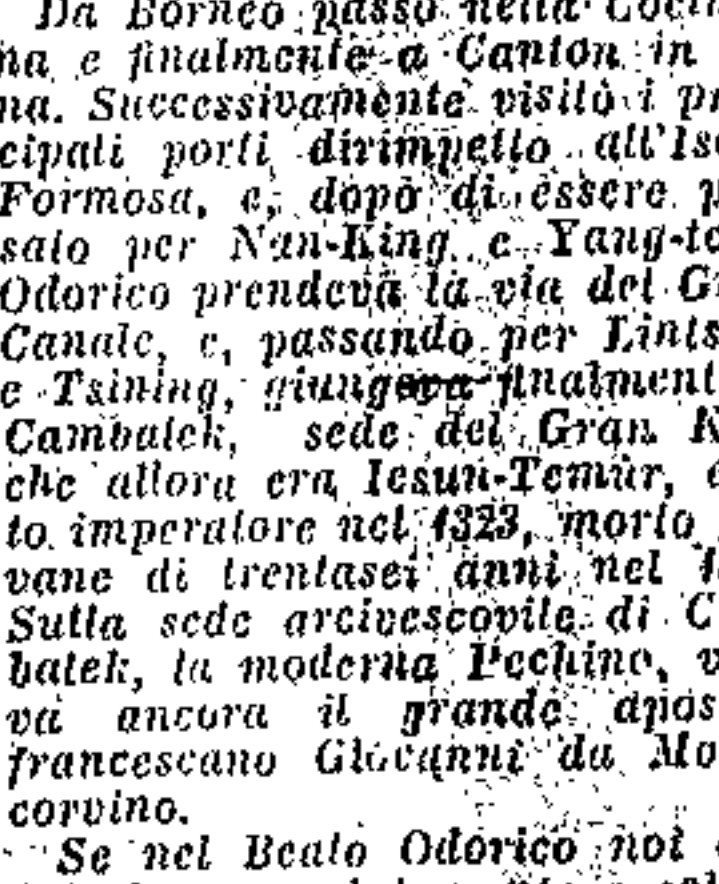 Da Borneo passò nella Cocin
na e finalmente a Canton in
na. Successivamente visitò i pr
cipali porti dirimpetto all'Iso
Formosa, e, dopo di essere p
sato per Nan-King e Yang-tc
Odorico prendeva la via del G
Canale, e, passando per Lints
e Tsining, giungeva finalment
Cambalek, sede del Gran K
che allora era Iesun-Temùr, e
to imperatore nel 1323, morto
vane di trentasei anni nel 1
Sulla sede arcivescovile di C
balek, la moderna Pechino, v
va ancora il grande apos
francescano Giovanni da Mo
corvino.
Se nel Beato Odorico noi